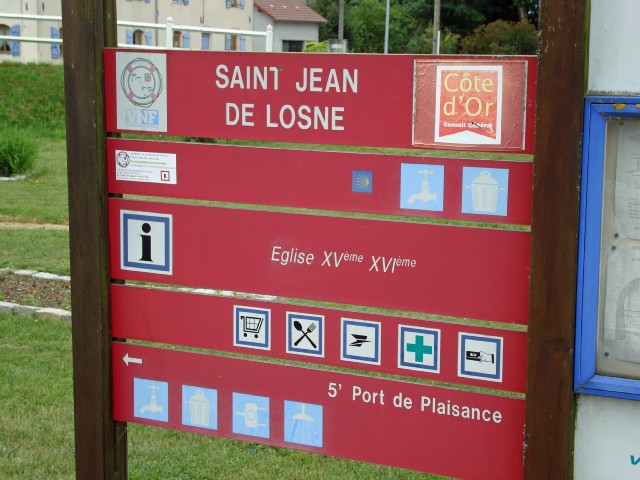 SAINT JEAN
DE LOSNE
VNF
Côte
d'Or
Conseil Général
i
Eglise XVème XVIème
5' Port de Plaisance